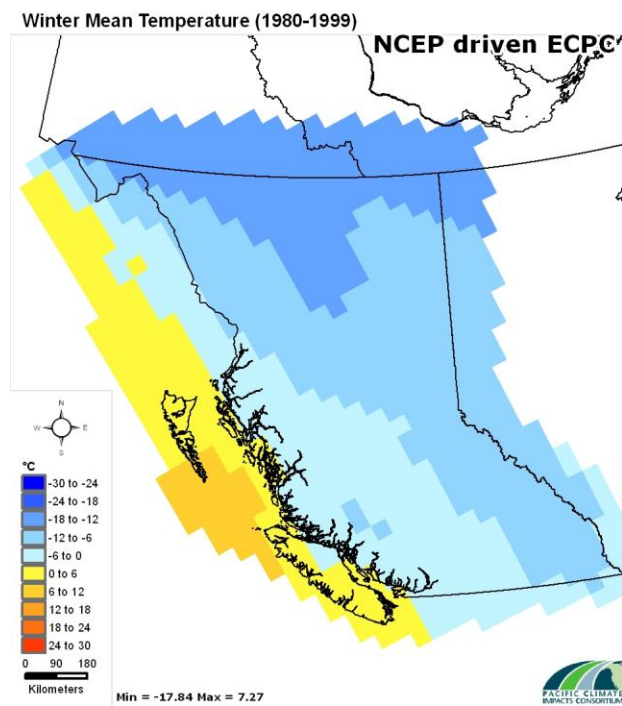 Winter Mean Temperature (1980-1999)
NCEP driven ECPC
N
W E
S
°C
-30 to -24
-24 to -18
-18 to -12
-12 to -6
-6 to 0
0 to 6
6 to 12
12 to 18
18 to 24
24 to 30
0 90 180
Kilometers
Min = -17.84 Max = 7.27
PACIFIC CLIMATE
IMPACTS CONSORTIUM